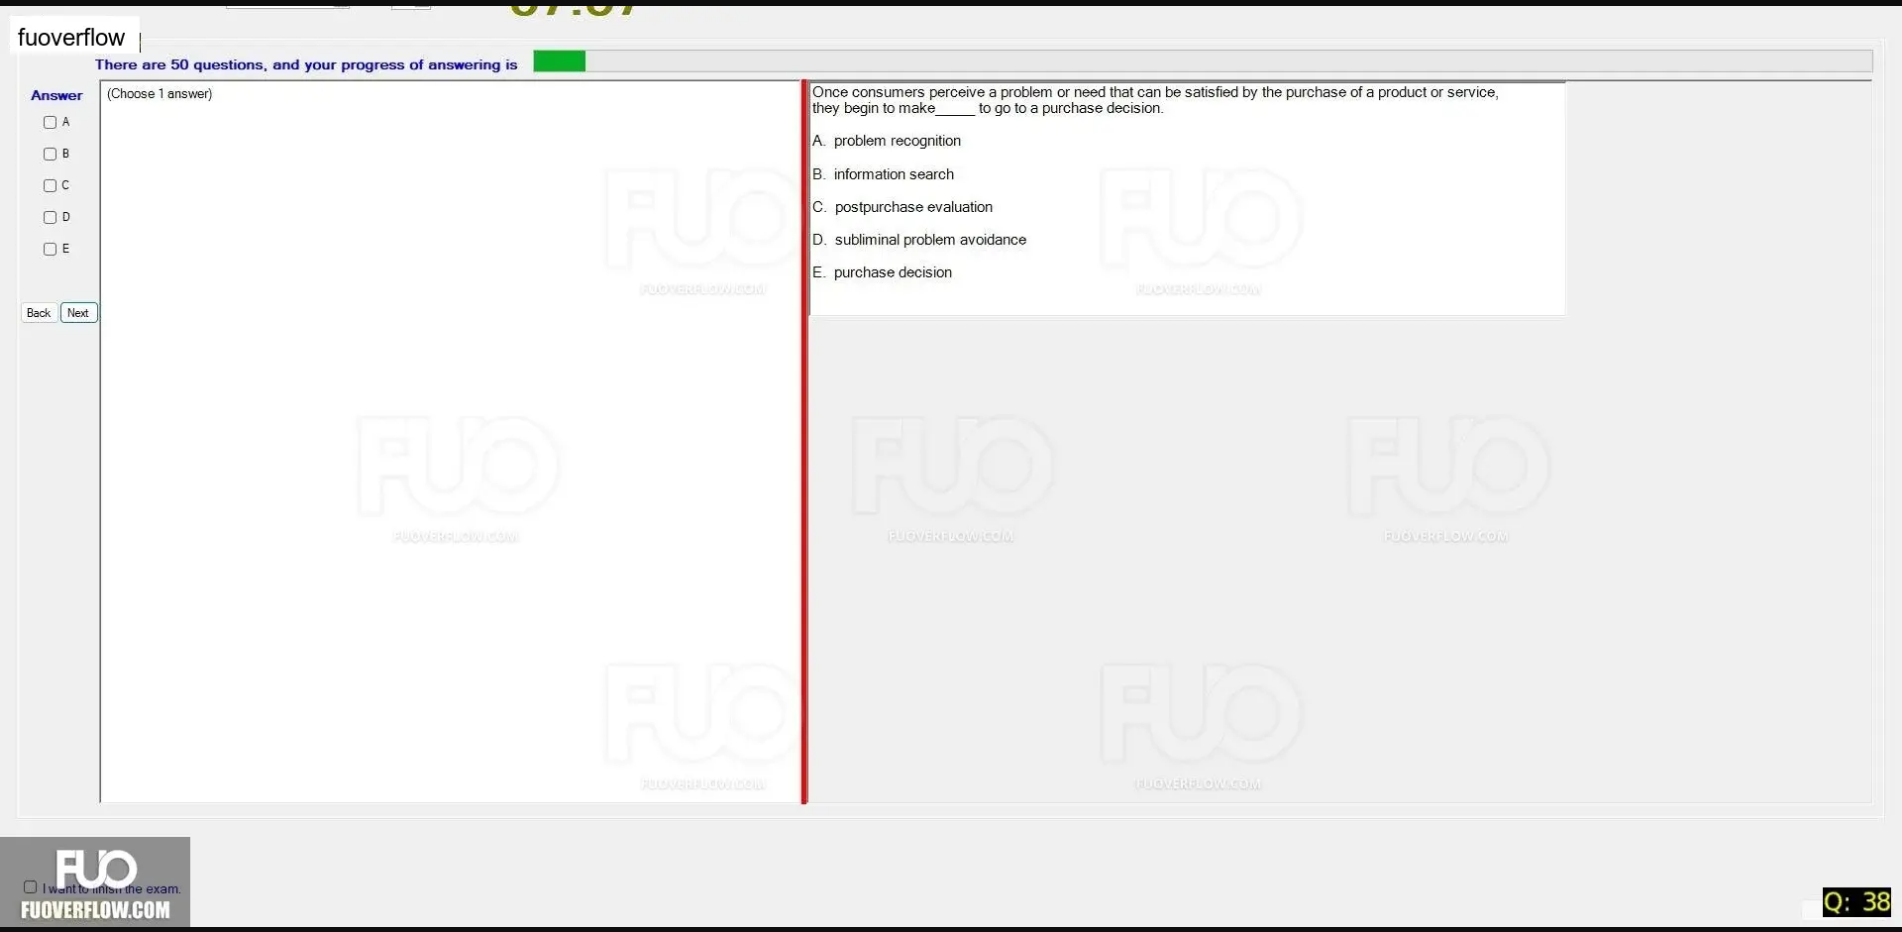 fuoverflow
There are 50 questions, and your progress of answering is
Answer
(Choose 1 answer)
A
B
C
D
E
Back Next
Once consumers perceive a problem or need that can be satisfied by the purchase of a product or service,
they begin to make_____ to go to a purchase decision.
A. problem recognition
B. information search
C. postpurchase evaluation
D. subliminal problem avoidance
E. purchase decision
FUO
FUOVERFLOW.COM
FUO
FUOVERFLOW.COM
FUO
FUOVERFLOW.COM
FUO
FUOVERFLOW.COM
FUO
FUOVERFLOW.COM
FUO
FUOVERFLOW.COM
FUO
FUOVERFLOW.COM
FUO
I want to finish the exam.
FUOVERFLOW.COM
Q: 38